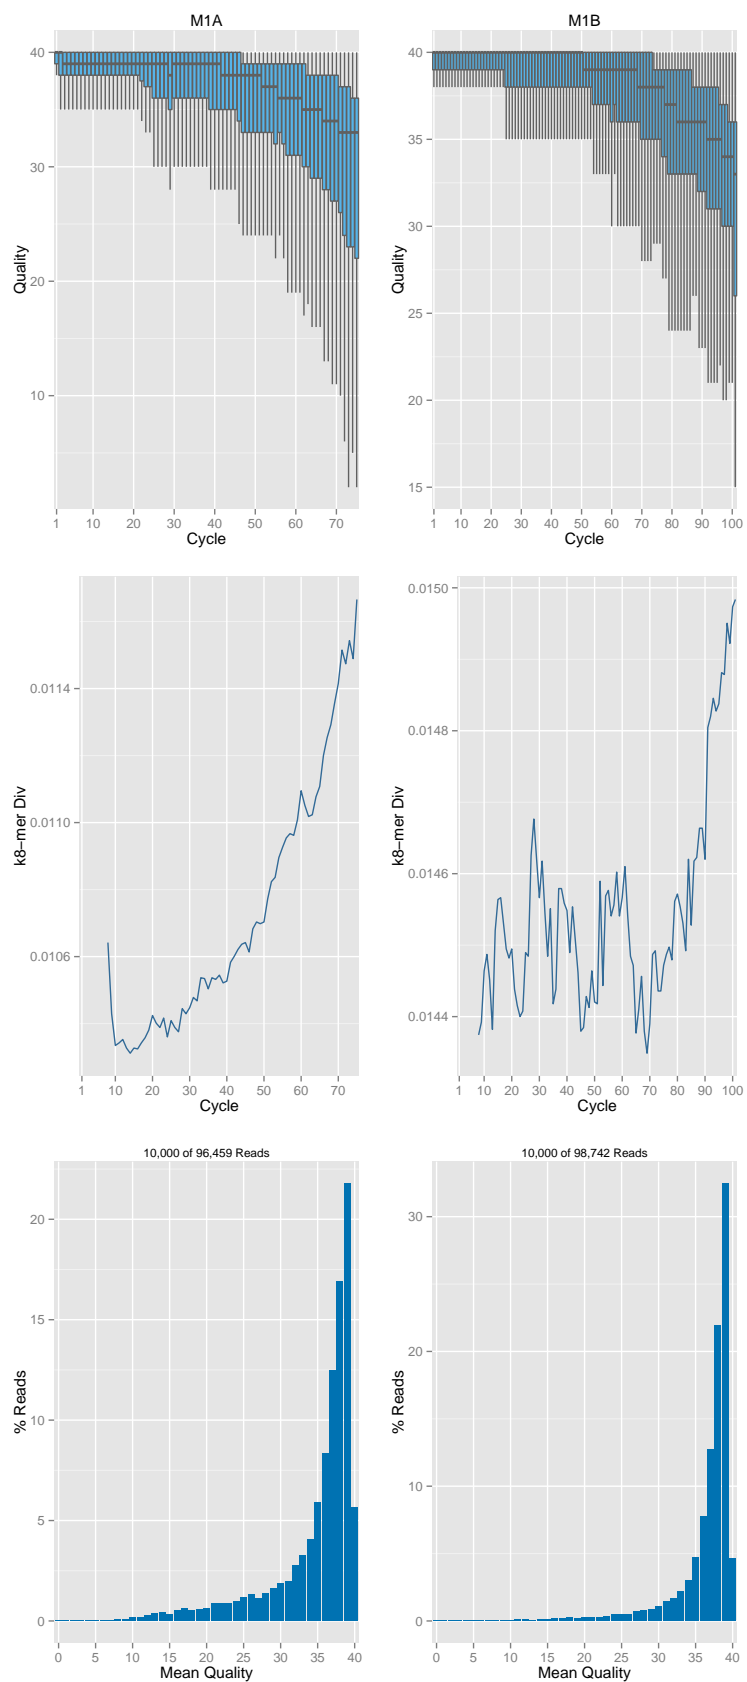 M1A
M1B
Quality
40
30
20
10
1 10 20 30 40 50 60 70
Cycle
Quality
40
35
30
25
20
15
1 10 20 30 40 50 60 70 80 90 100
Cycle
k8−mer Div
0.0114
0.0110
0.0106
1 10 20 30 40 50 60 70
Cycle
k8−mer Div
0.0150
0.0148
0.0146
0.0144
1 10 20 30 40 50 60 70 80 90 100
Cycle
10,000 of 96,459 Reads
% Reads
20
15
10
5
0
0 5 10 15 20 25 30 35 40
Mean Quality
10,000 of 98,742 Reads
% Reads
30
20
10
0
0 5 10 15 20 25 30 35 40
Mean Quality